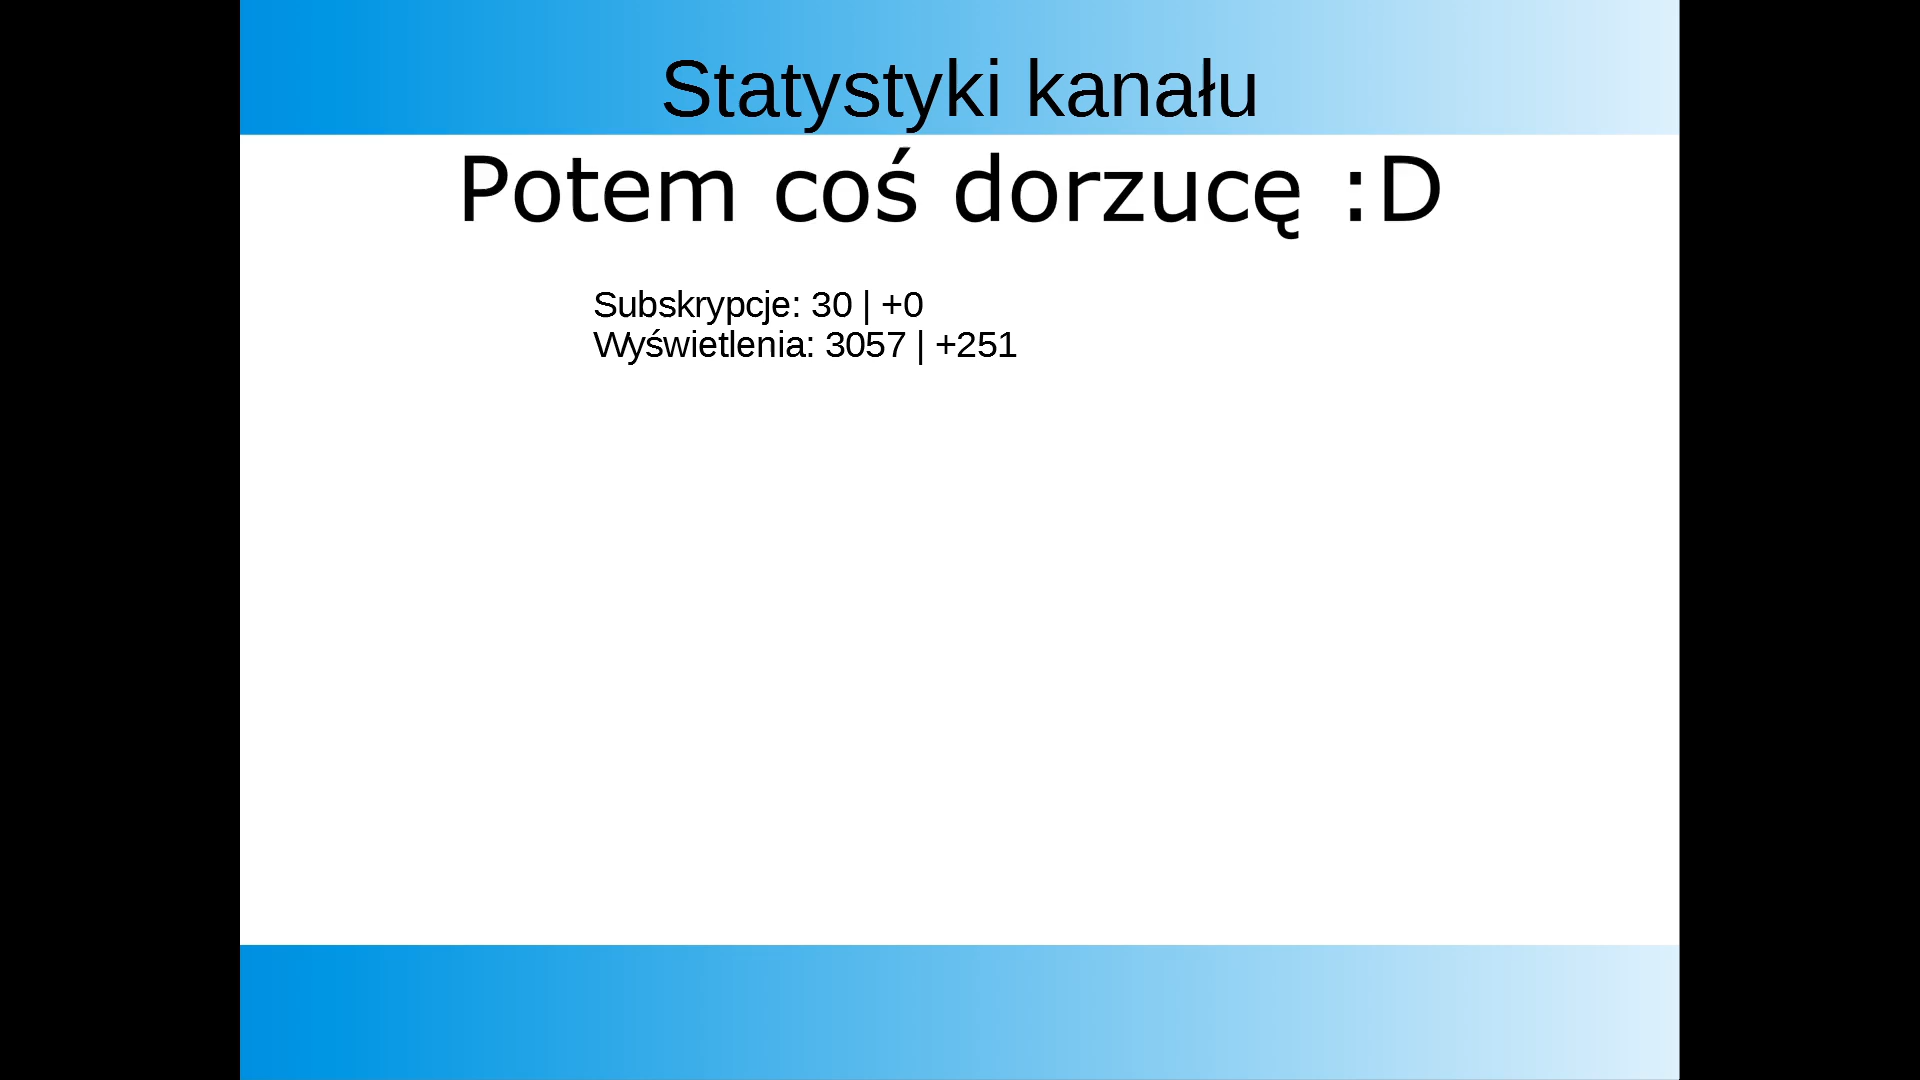 Statystyki kanału
Potem coś dorzucę :D
Subskrypcje: 30 | +0
Wyświetlenia: 3057 | +251